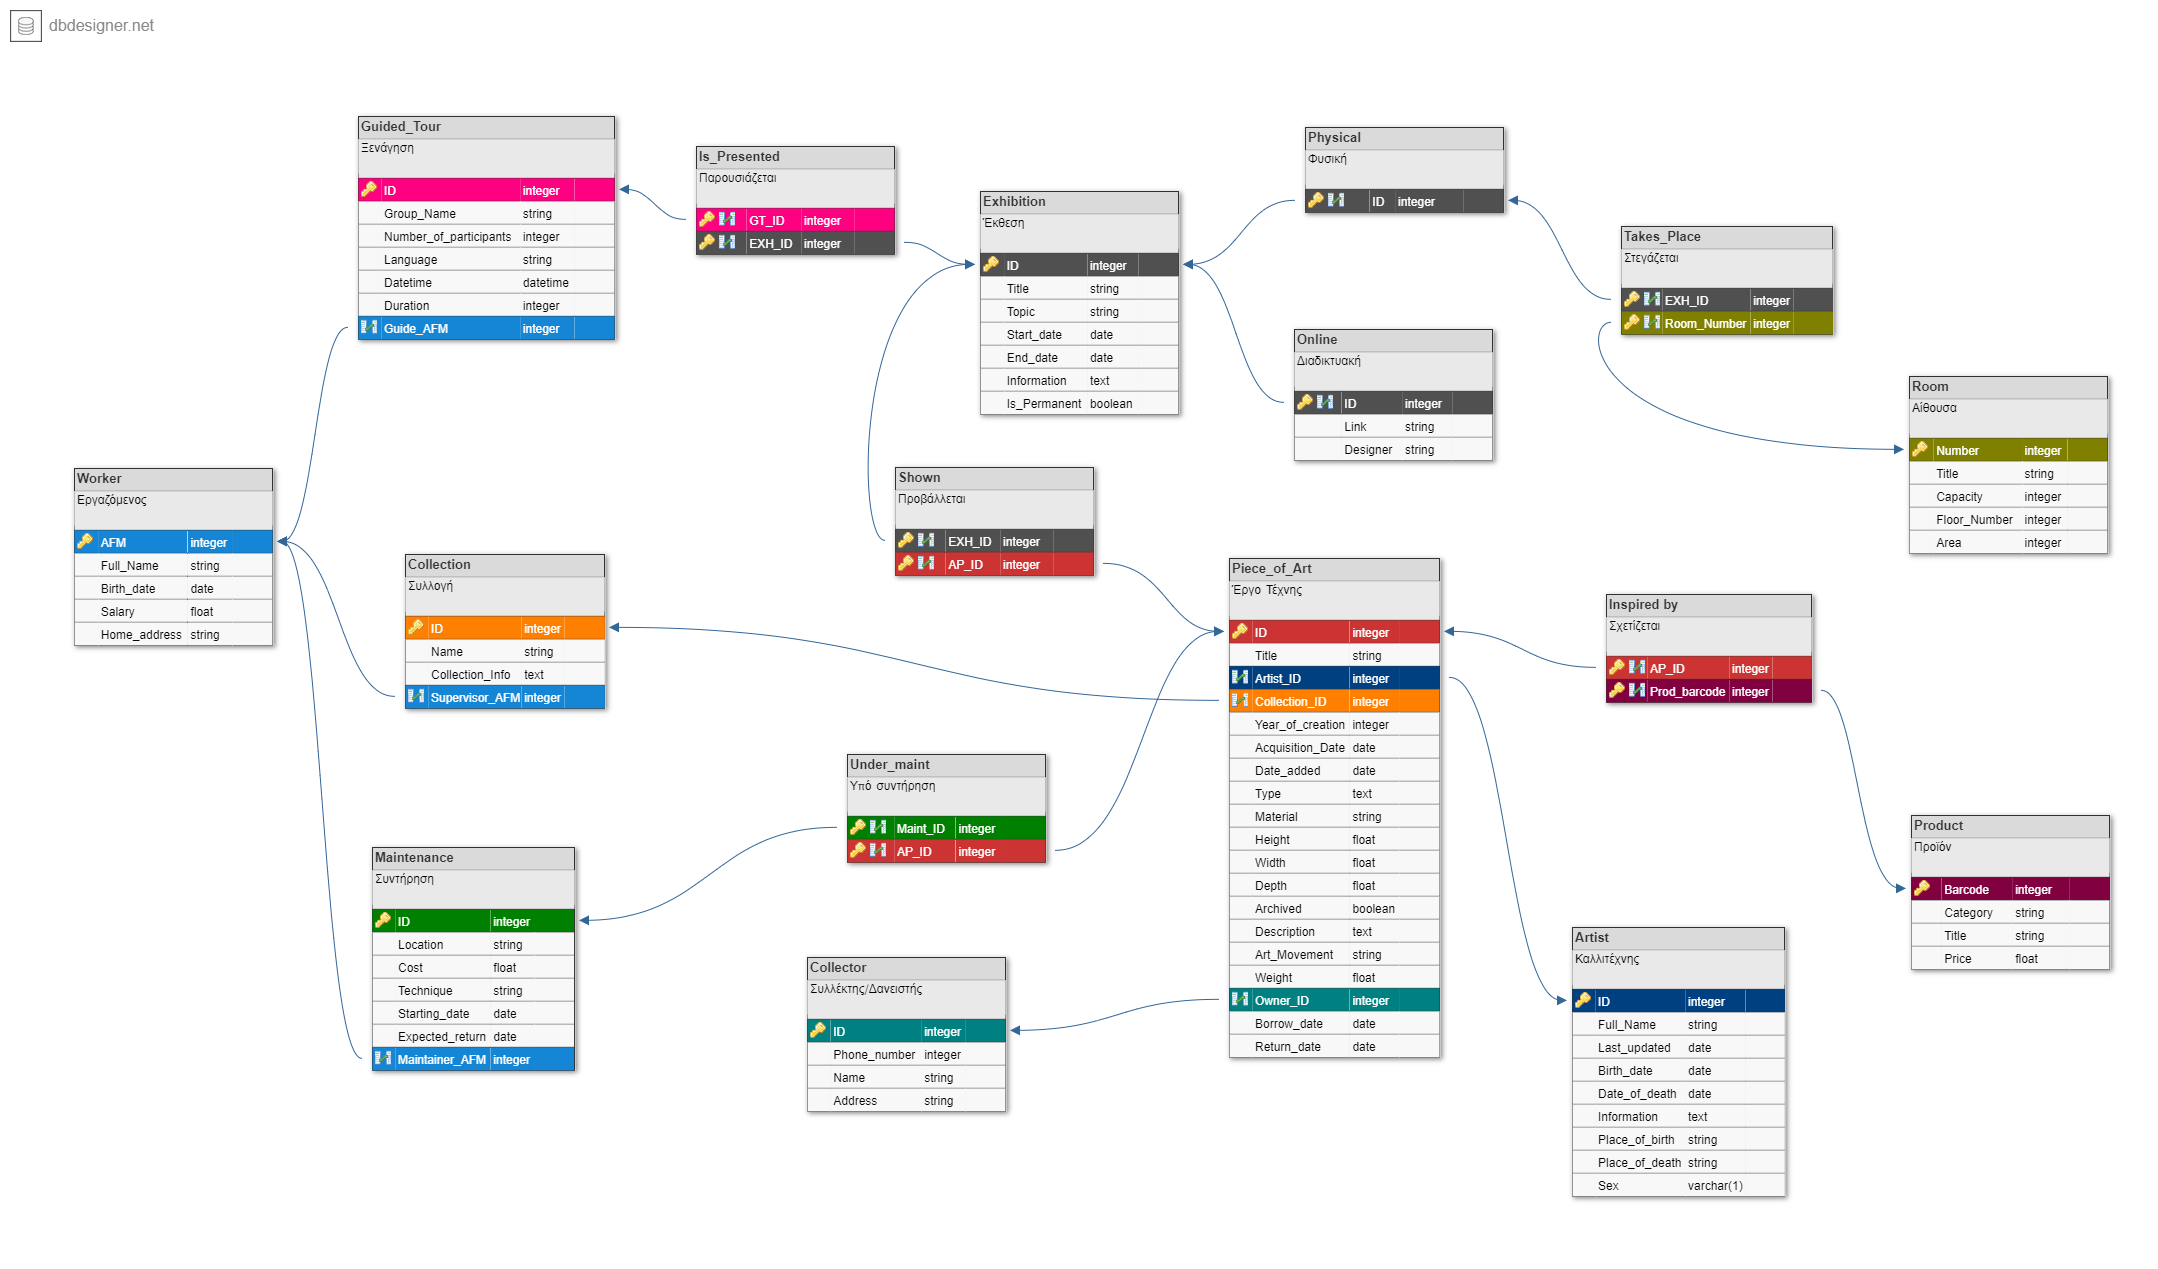 dbdesigner.net
Guided_Tour
Ξενάγηση
ID integer
Group_Name string
Number_of_participants integer
Language string
Datetime datetime
Duration integer
Guide_AFM integer
Is_Presented
Παρουσιάζεται
GT_ID integer
EXH_ID integer
Exhibition
Έκθεση
ID integer
Title string
Topic string
Start_date date
End_date date
Information text
Is_Permanent boolean
Physical
Φυσική
ID integer
Takes_Place
Στεγάζεται
EXH_ID integer
Room_Number integer
Online
Διαδικτυακή
ID integer
Link string
Designer string
Room
Αίθουσα
Number integer
Title string
Capacity integer
Floor_Number integer
Area integer
Worker
Εργαζόμενος
AFM integer
Full_Name string
Birth_date date
Salary float
Home_address string
Shown
Προβάλλεται
EXH_ID integer
AP_ID integer
Collection
Συλλογή
ID integer
Name string
Collection_Info text
Supervisor_AFM integer
Piece_of_Art
Έργο Τέχνης
ID integer
Title string
Artist_ID integer
Collection_ID integer
Year_of_creation integer
Acquisition_Date date
Date_added date
Type text
Material string
Height float
Width float
Depth float
Archived boolean
Description text
Art_Movement string
Weight float
Owner_ID integer
Borrow_date date
Return_date date
Inspired by
Σχετίζεται
AP_ID integer
Prod_barcode integer
Under_maint
Υπό συντήρηση
Maint_ID integer
AP_ID integer
Maintenance
Συντήρηση
ID integer
Location string
Cost float
Technique string
Starting_date date
Expected_return date
Maintainer_AFM integer
Collector
Συλλέκτης/Δανειστής
ID integer
Phone_number integer
Name string
Address string
Product
Προϊόν
Barcode integer
Category string
Title string
Price float
Artist
Καλλιτέχνης
ID integer
Full_Name string
Last_updated date
Birth_date date
Date_of_death date
Information text
Place_of_birth string
Place_of_death string
Sex varchar(1)